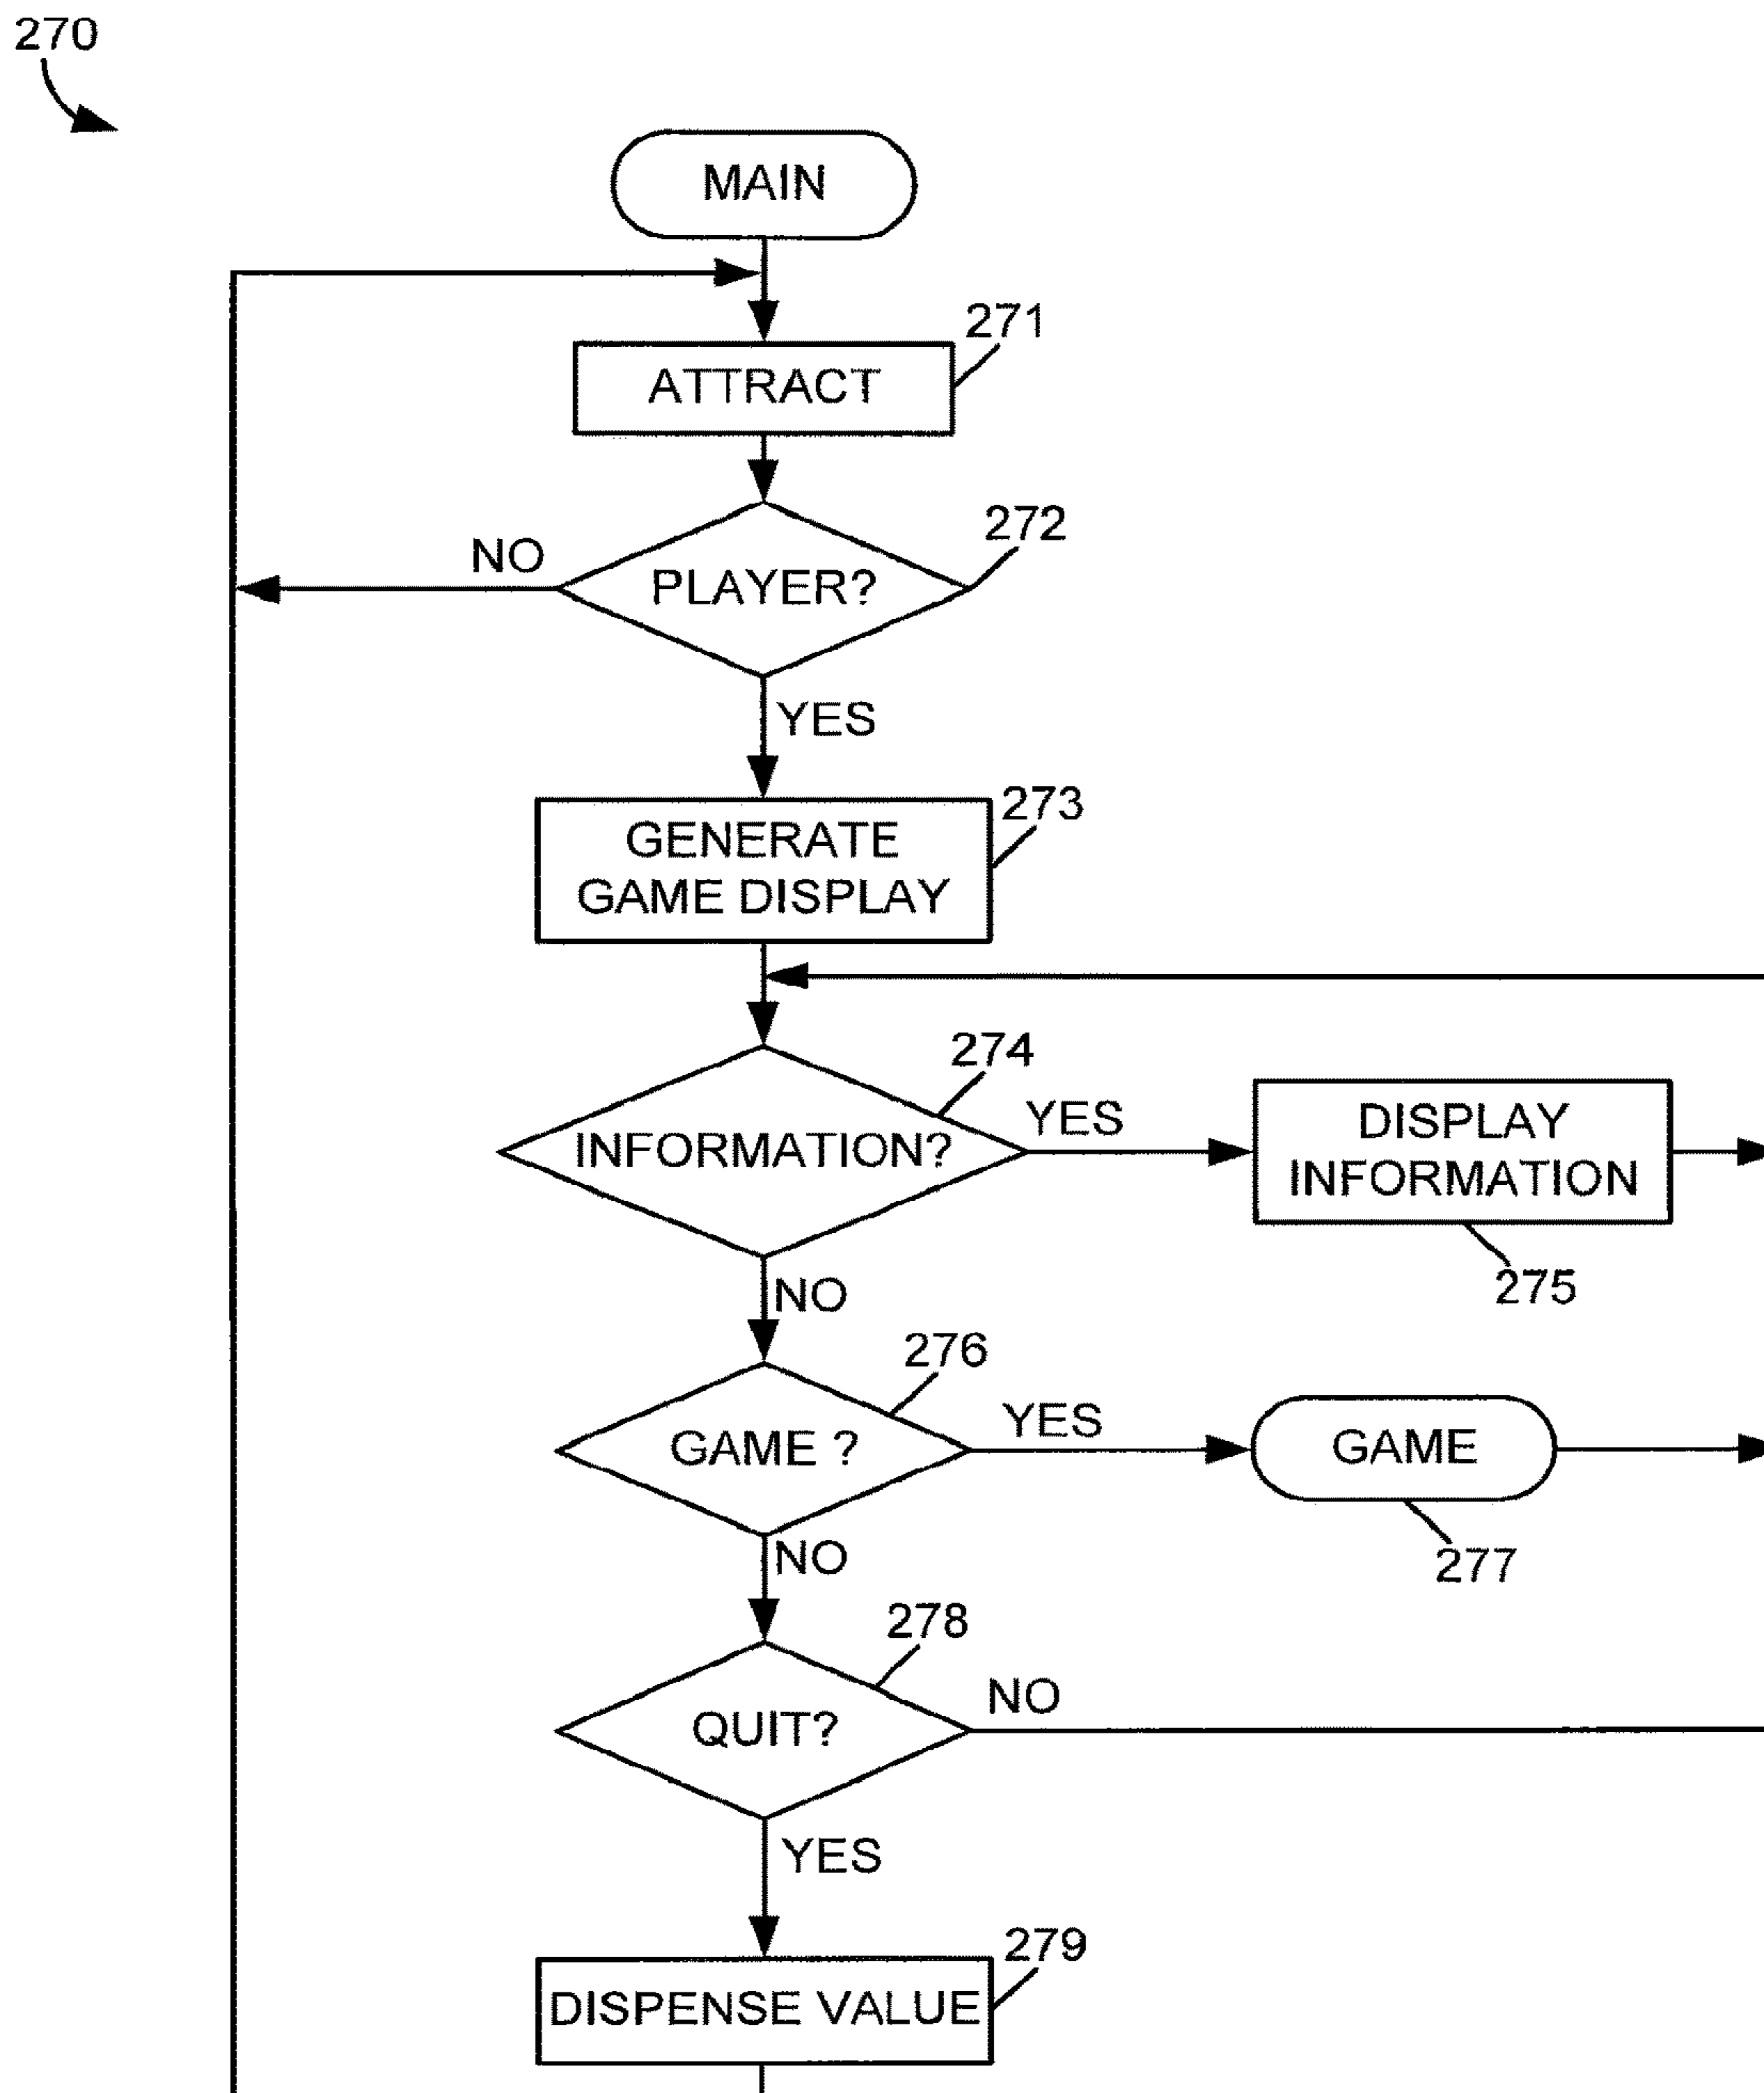 270
MAIN
271
ATTRACT
272
NO
PLAYER?
YES
273
GENERATE
GAME DISPLAY
274
YES
INFORMATION?
DISPLAY
INFORMATION
275
NO
276
YES
GAME ?
GAME
277
NO
278
NO
QUIT?
YES
279
DISPENSE VALUE